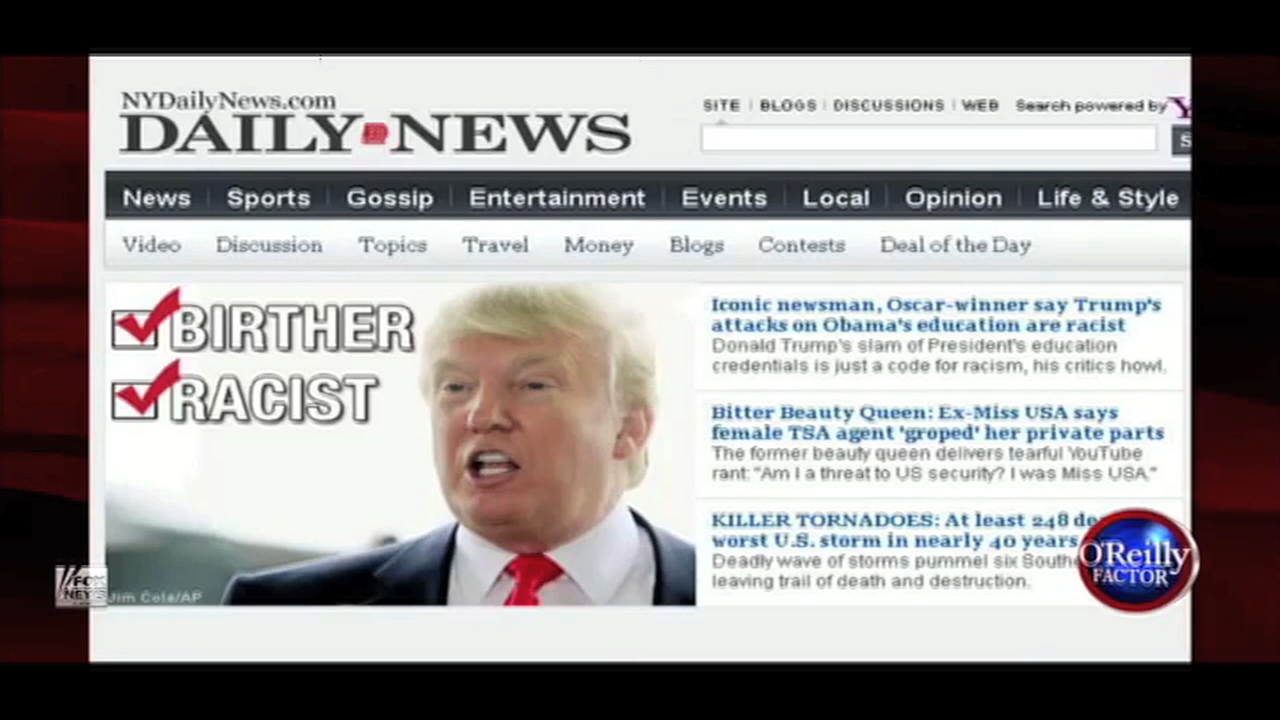 NYDailyNews.com
DAILY NEWS
SITE BLOGS DISCUSSIONS WEB Search powered by Y
S
News Sports Gossip Entertainment Events Local Opinion Life & Style
Video Discussion Topics Travel Money Blogs Contests Deal of the Day
BIRTHER
RACIST
Jim Cole/AP
Iconic newsman, Oscar-winner say Trump's
attacks on Obama's education are racist
Donald Trump's slam of President's education
credentials is just a code for racism, his critics howl.
Bitter Beauty Queen: Ex-Miss USA says
female TSA agent 'groped' her private parts
The former beauty queen delivers tearful YouTube
rant: "Am I a threat to US security? I was Miss USA."
KILLER TORNADOES: At least 248 de
worst U.S. storm in nearly 40 years
Deadly wave of storms pummel six Southe
leaving trail of death and destruction.
FOX
NEWS
O'Reilly
FACTOR